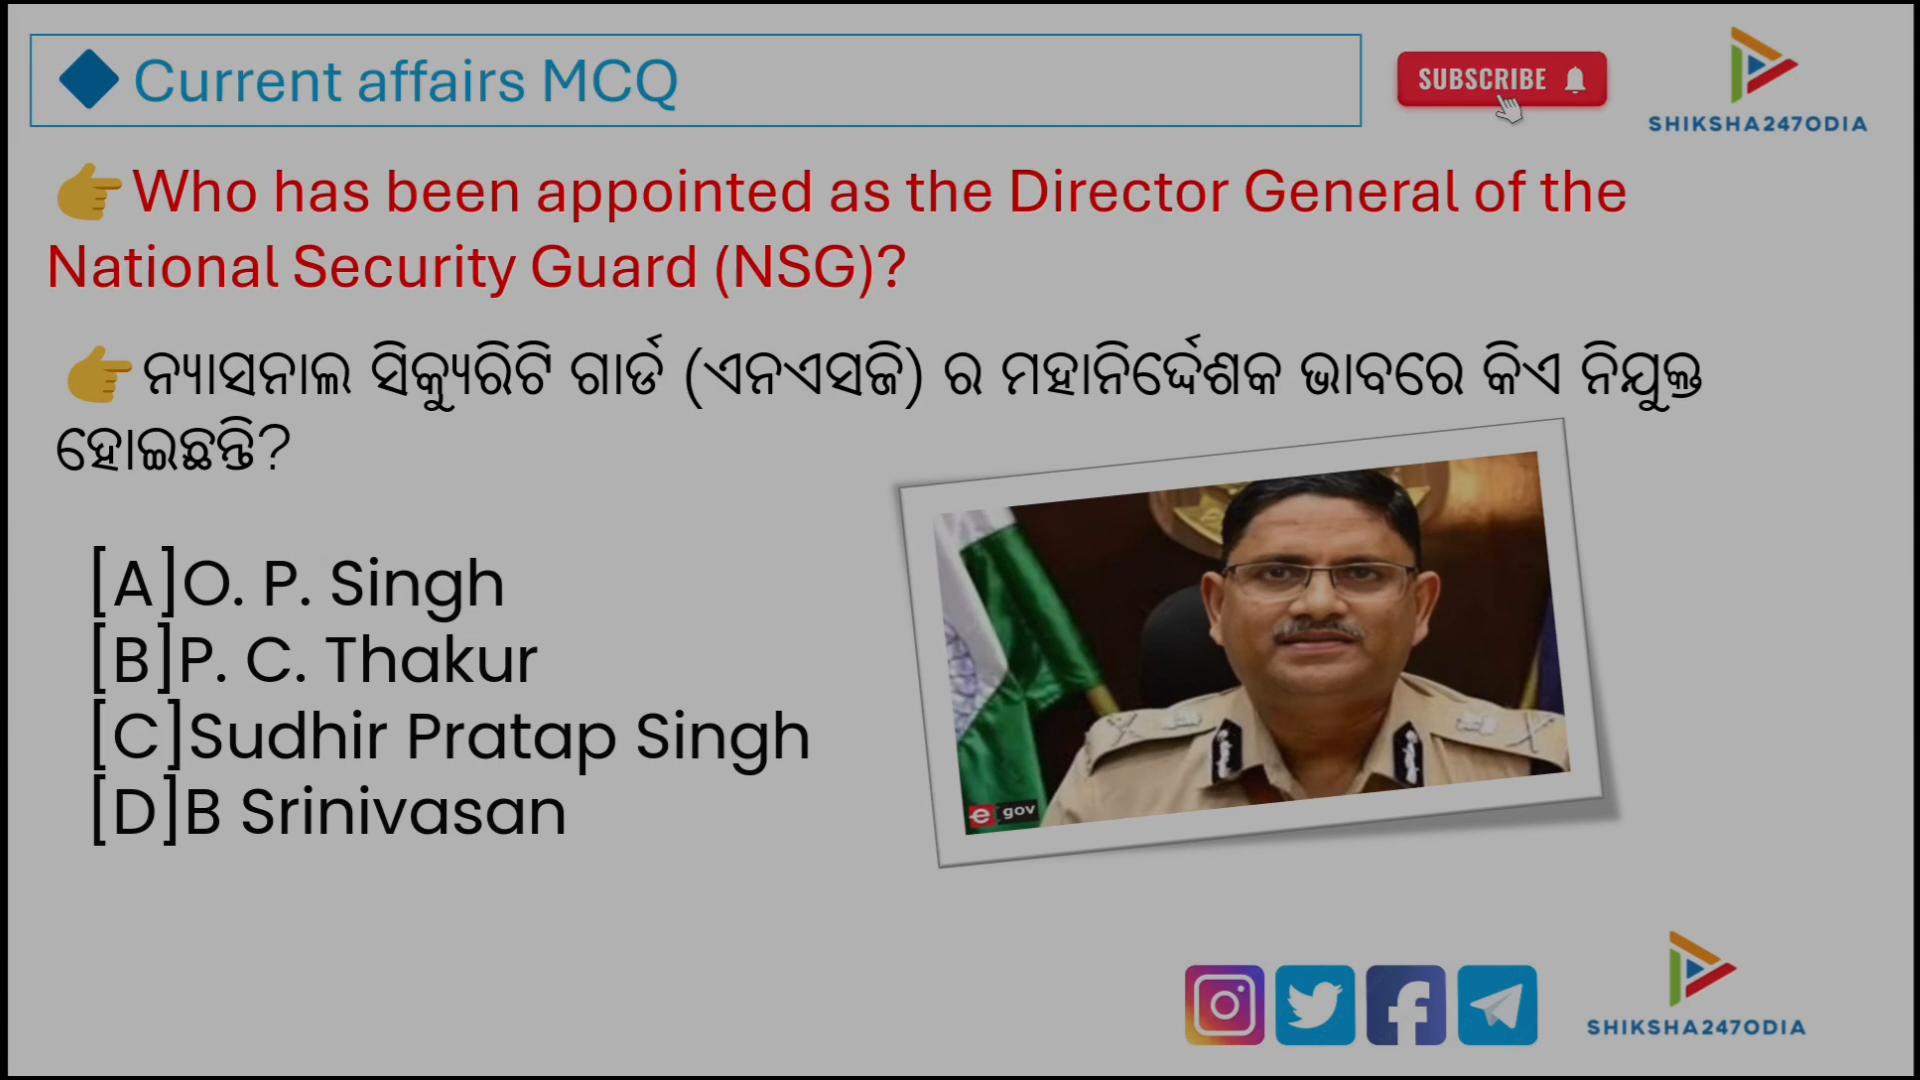 Current affairs MCQ
SUBSCRIBE
SHIKSHA247ODIA
👉Who has been appointed as the Director General of the
National Security Guard (NSG)?
👉ନ୍ୟାସନାଲ ସିକ୍ୟୁରିଟି ଗାର୍ଡ (ଏନଏସଜି) ର ମହାନିର୍ଦ୍ଦେଶକ ଭାବରେ କିଏ ନିଯୁକ୍ତ
ହୋଇଛନ୍ତି?
[A]O. P. Singh
[B]P. C. Thakur
[C]Sudhir Pratap Singh
[D]B Srinivasan
e gov
SHIKSHA247ODIA